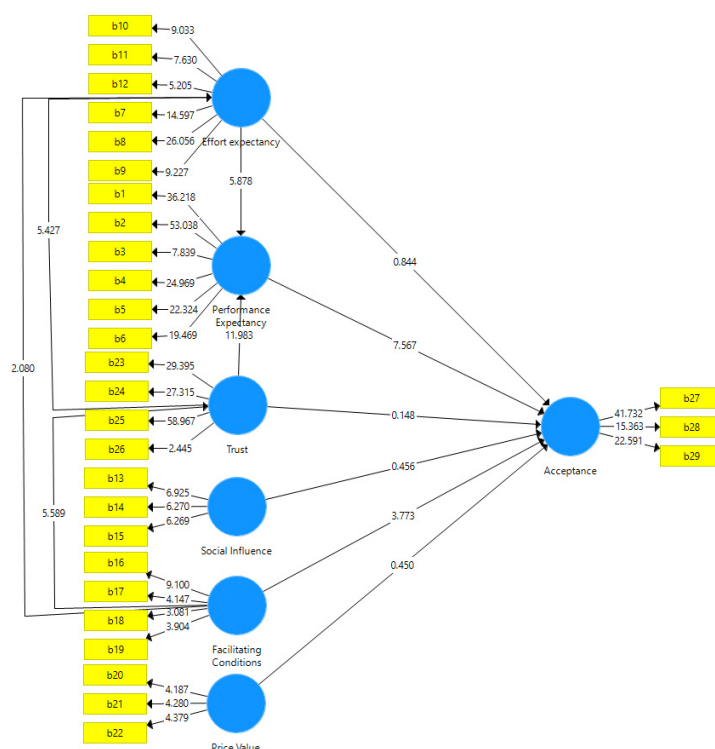 b10
9.033
b11
7.630
b12
5.205
b7
14.597
b8
26.056
Effort expectancy
b9
9.227
b1
36.218
5.878
b2
53.038
5.427
b3
7.839
0.844
b4
24.969
b5
22.324
Performance
Expectancy
b6
19.469
11.983
7.567
b23
29.395
2.080
b24
27.315
b25
58.967
0.148
b26
2.445
Trust
b27
41.732
b28
15.363
b29
22.591
Acceptance
b13
6.925
0.456
b14
6.270
b15
6.269
5.589
Social Influence
3.773
b16
9.100
b17
4.147
0.450
b18
3.081
b19
3.904
Facilitating
Conditions
b20
4.187
b21
4.280
b22
4.379
Price Value